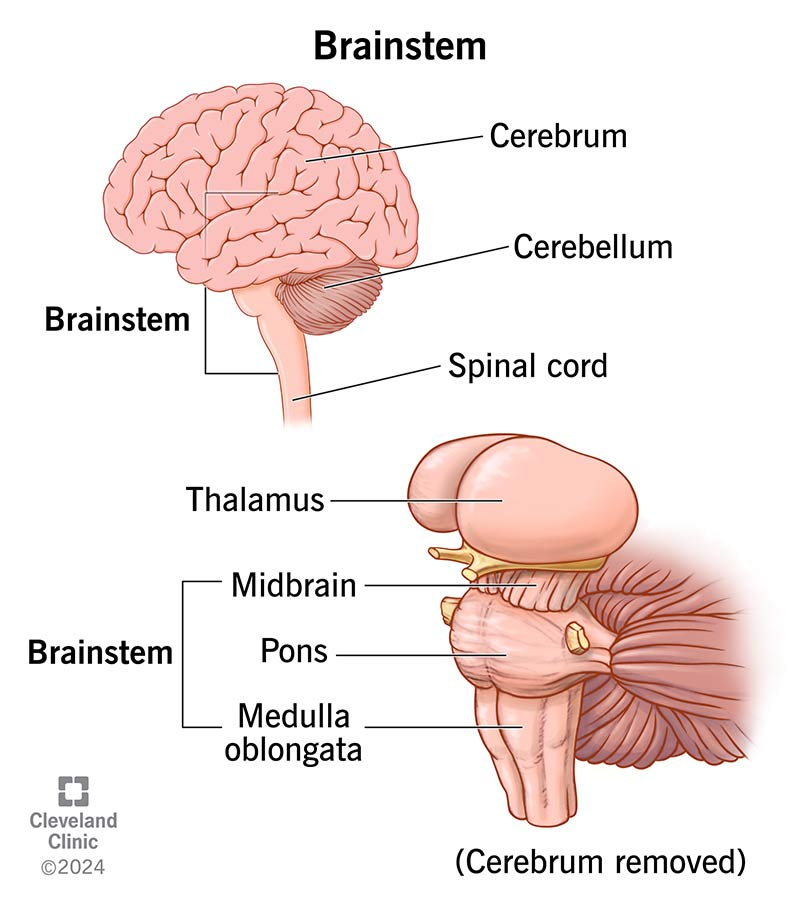 Brainstem
Cerebrum
Cerebellum
Brainstem
Spinal cord
Thalamus
Midbrain
Brainstem
Pons
Medulla
oblongata
Cleveland
Clinic
©2024
(Cerebrum removed)